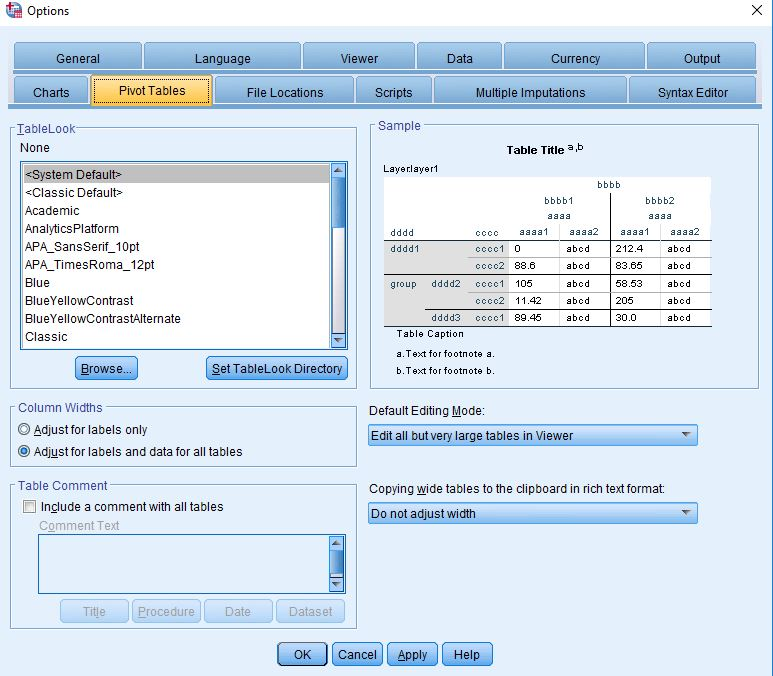 Options
General Language Viewer Data Currency Output
Charts Pivot Tables File Locations Scripts Multiple Imputations Syntax Editor
TableLook
None
<System Default>
<Classic Default>
Academic
AnalyticsPlatform
APA_SansSerif_10pt
APA_TimesRoma_12pt
Blue
BlueYellowContrast
BlueYellowContrastAlternate
Classic
Browse...
Set TableLook Directory
Sample
Table Title a,b
Layerlayer1
bbbb
bbbb1 bbbb2
aaaa aaaa
dddd cccc aaaa1 aaaa2 aaaa1 aaaa2
dddd1 cccc1 0 abcd 212.4 abcd
cccc2 88.6 abcd 83.65 abcd
group dddd2 cccc1 105 abcd 58.53 abcd
cccc2 11.42 abcd 205 abcd
dddd3 cccc1 89.45 abcd 30.0 abcd
Table Caption
a. Text for footnote a.
b. Text for footnote b.
Column Widths
Adjust for labels only
Adjust for labels and data for all tables
Default Editing Mode:
Edit all but very large tables in Viewer
Table Comment
Include a comment with all tables
Comment Text
Title Procedure Date Dataset
Copying wide tables to the clipboard in rich text format:
Do not adjust width
OK Cancel Apply Help